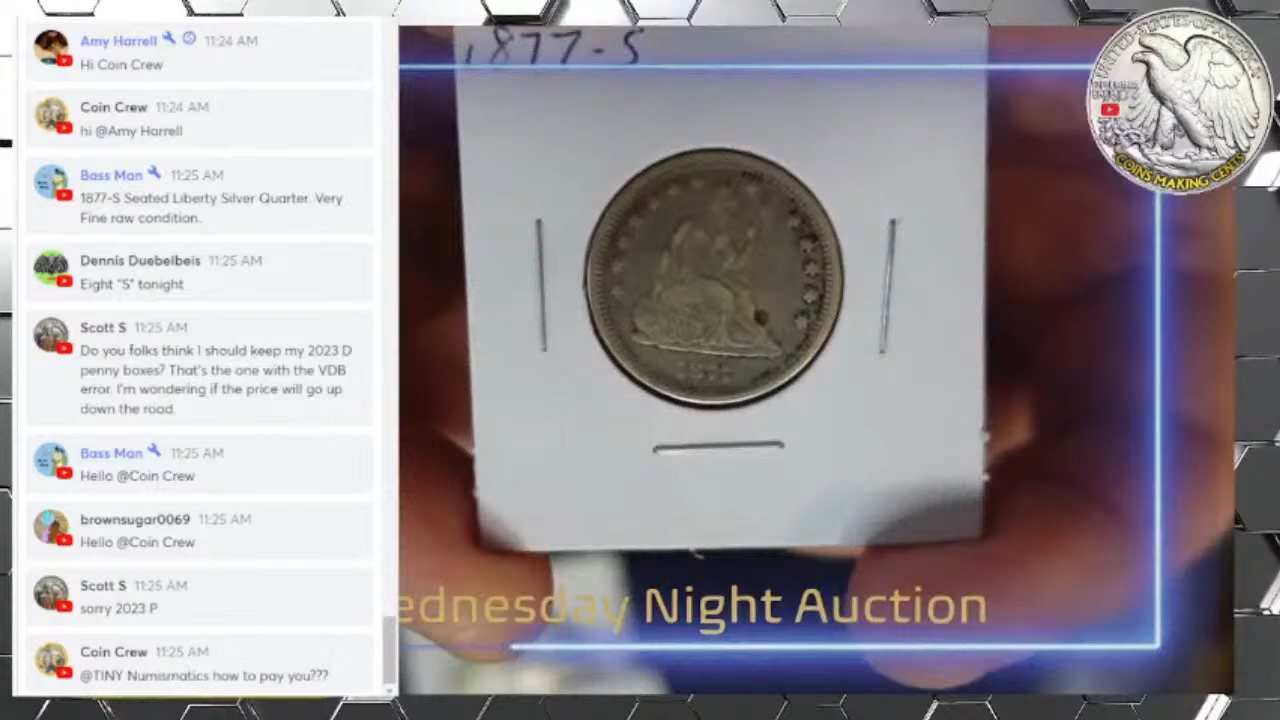 Amy Harrell 11:24 AM
Hi Coin Crew
Coin Crew 11:24 AM
hi @Amy Harrell
Bass Man 11:25 AM
1877-S Seated Liberty Silver Quarter. Very
Fine raw condition.
Dennis Duebelbeis 11:25 AM
Eight "S" tonight
Scott S 11:25 AM
Do you folks think I should keep my 2023 D
penny boxes? That's the one with the VDB
error. I'm wondering if the price will go up
down the road.
Bass Man 11:25 AM
Hello @Coin Crew
brownsugar0069 11:25 AM
Hello @Coin Crew
Scott S 11:25 AM
sorry 2023 P
Coin Crew 11:25 AM
@TINY Numismatics how to pay you???
1877-S
ednesday Night Auction
UNITED STATES OF AMERICA
COINS MAKING CENTS